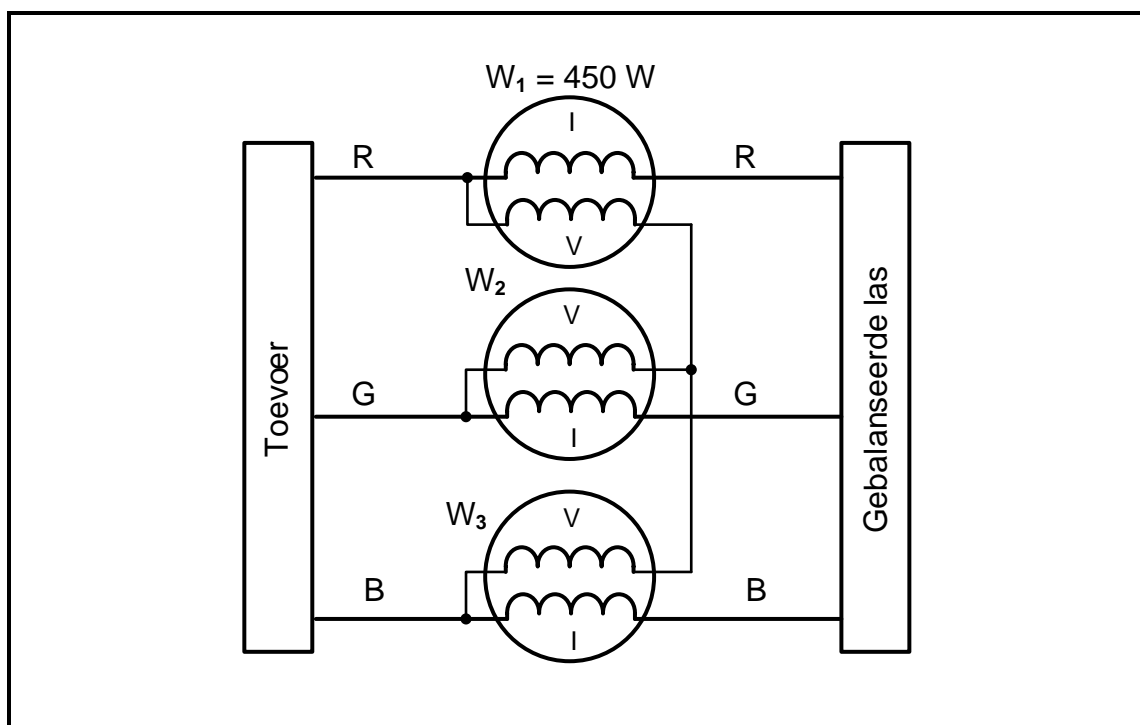 W₁ = 450 W
I
R
R
V
W₂
V
G
G
I
W₃
V
B
B
I
Toevoer
Gebalanseerde las